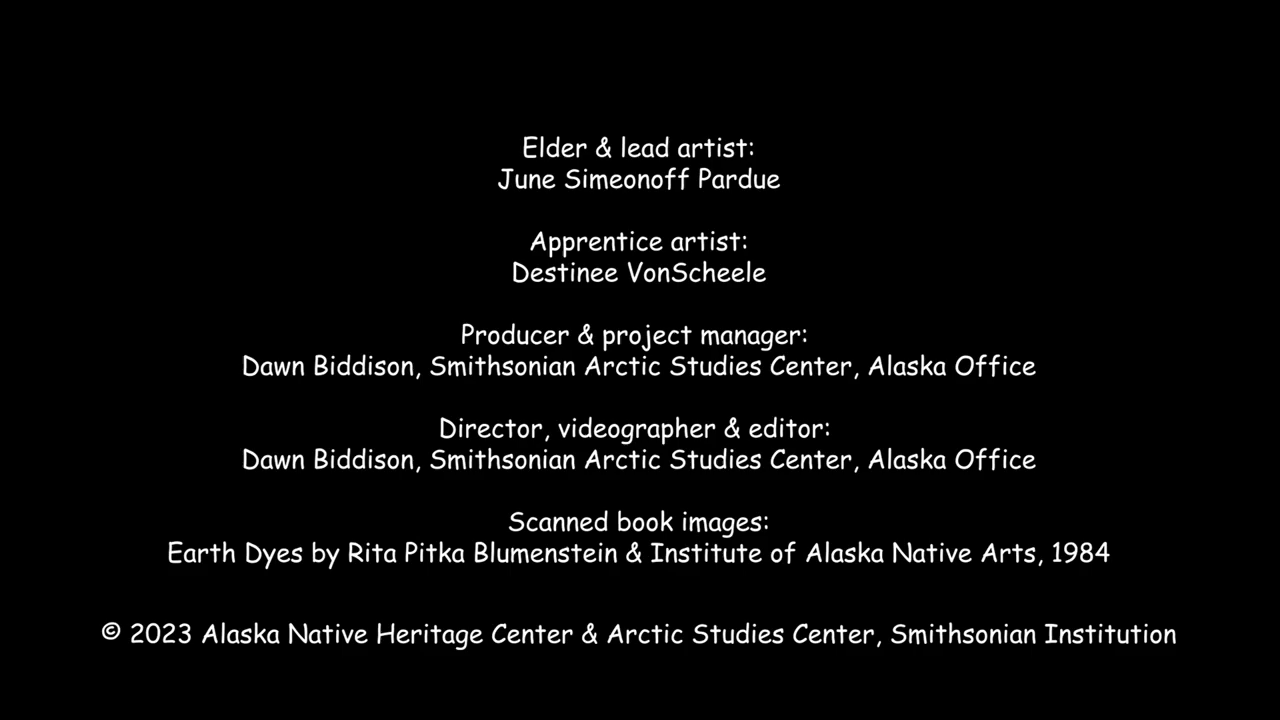 Elder & lead artist:
June Simeonoff Pardue
Apprentice artist:
Destinee VonScheele
Producer & project manager:
Dawn Biddison, Smithsonian Arctic Studies Center, Alaska Office
Director, videographer & editor:
Dawn Biddison, Smithsonian Arctic Studies Center, Alaska Office
Scanned book images:
Earth Dyes by Rita Pitka Blumenstein & Institute of Alaska Native Arts, 1984
© 2023 Alaska Native Heritage Center & Arctic Studies Center, Smithsonian Institution